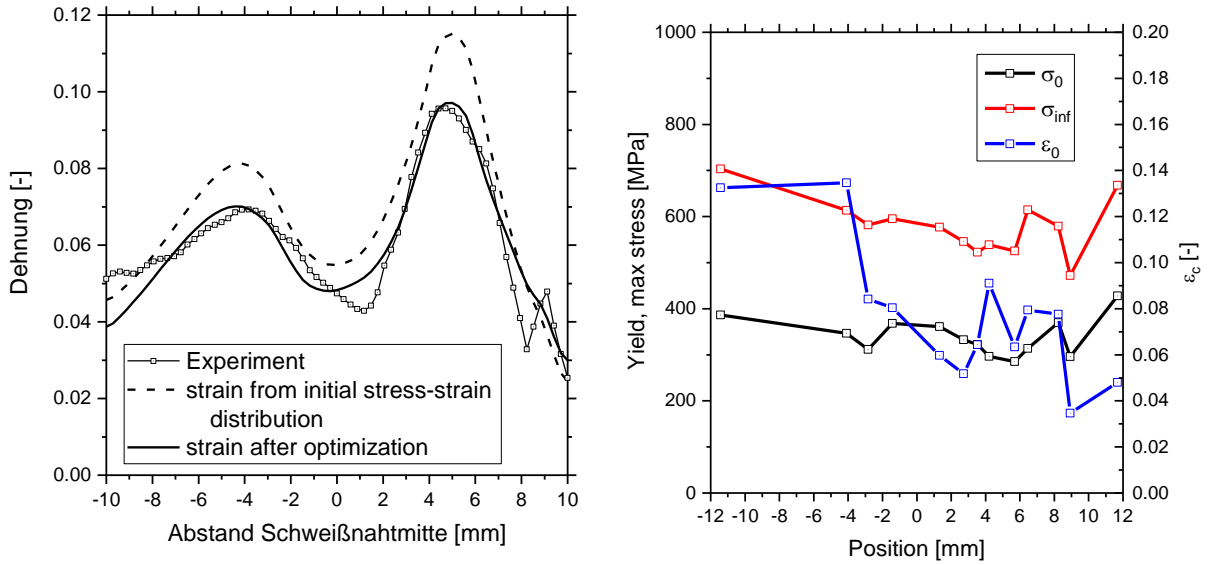 0.12
0.10
0.08
0.06
0.04
0.02
0.00
Dehnung [-]
Experiment
strain from initial stress-strain
distribution
strain after optimization
-10 -8 -6 -4 -2 0 2 4 6 8 10
Abstand Schweißnahtmitte [mm]
1000
800
600
400
200
0
Yield, max stress [MPa]
σ0
σinf
ε0
0.20
0.18
0.16
0.14
0.12
0.10
0.08
0.06
0.04
0.02
0.00
εc [-]
-12 -10 -8 -6 -4 -2 0 2 4 6 8 10 12
Position [mm]